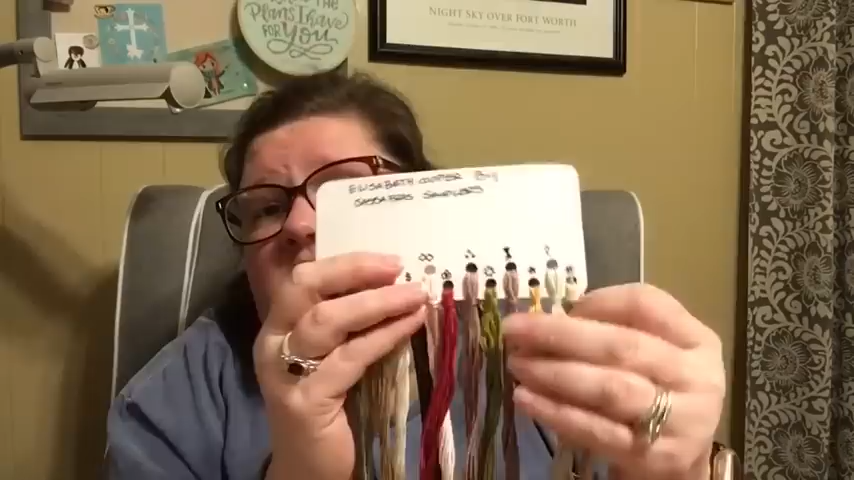 the Plans I have
for you
NIGHT SKY OVER FORT WORTH
ELISABETH COOPER BY
SASSAFRAS SAMPLERS